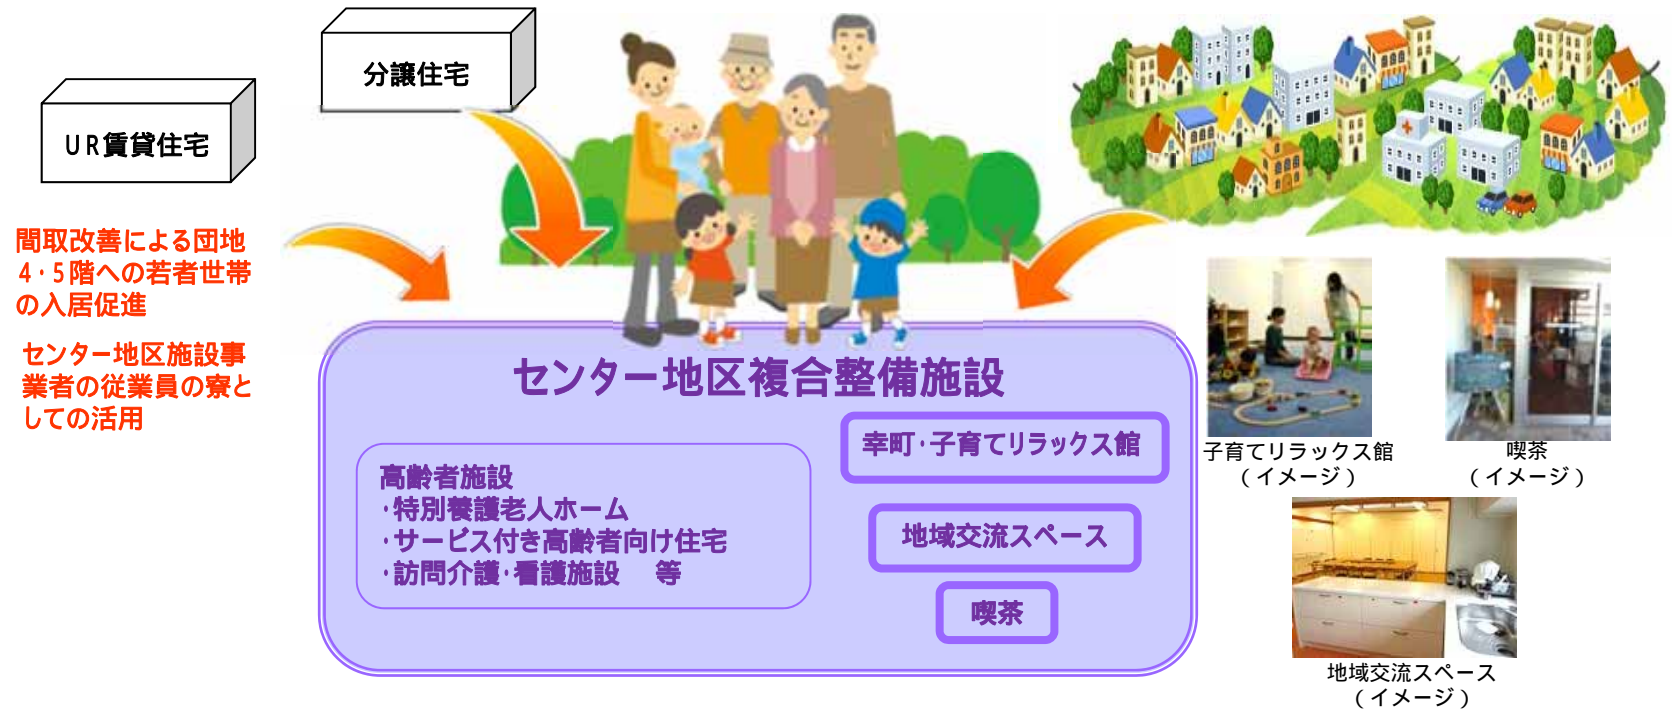 分譲住宅
UR賃貸住宅
間取改善による団地
4・5階への若者世帯
の入居促進
センター地区施設事
業者の従業員の寮と
しての活用
センター地区複合整備施設
高齢者施設
・特別養護老人ホーム
・サービス付き高齢者向け住宅
・訪問介護・看護施設　等
幸町・子育てリラックス館
地域交流スペース
喫茶
子育てリラックス館
（イメージ）
喫茶
（イメージ）
地域交流スペース
（イメージ）